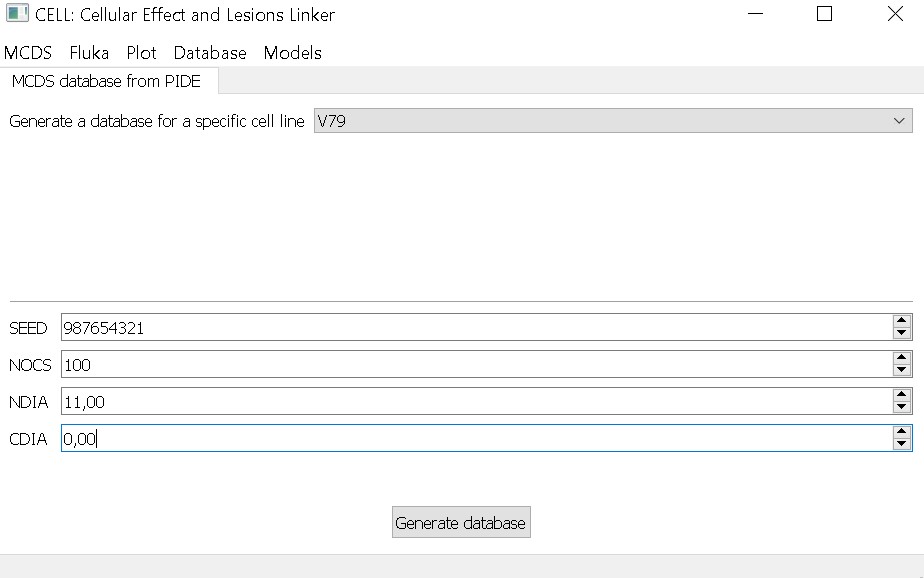 CELL: Cellular Effect and Lesions Linker
MCDS Fluka Plot Database Models
MCDS database from PIDE
Generate a database for a specific cell line V79
SEED 987654321
NOCS 100
NDIA 11,00
CDIA 0,00
Generate database